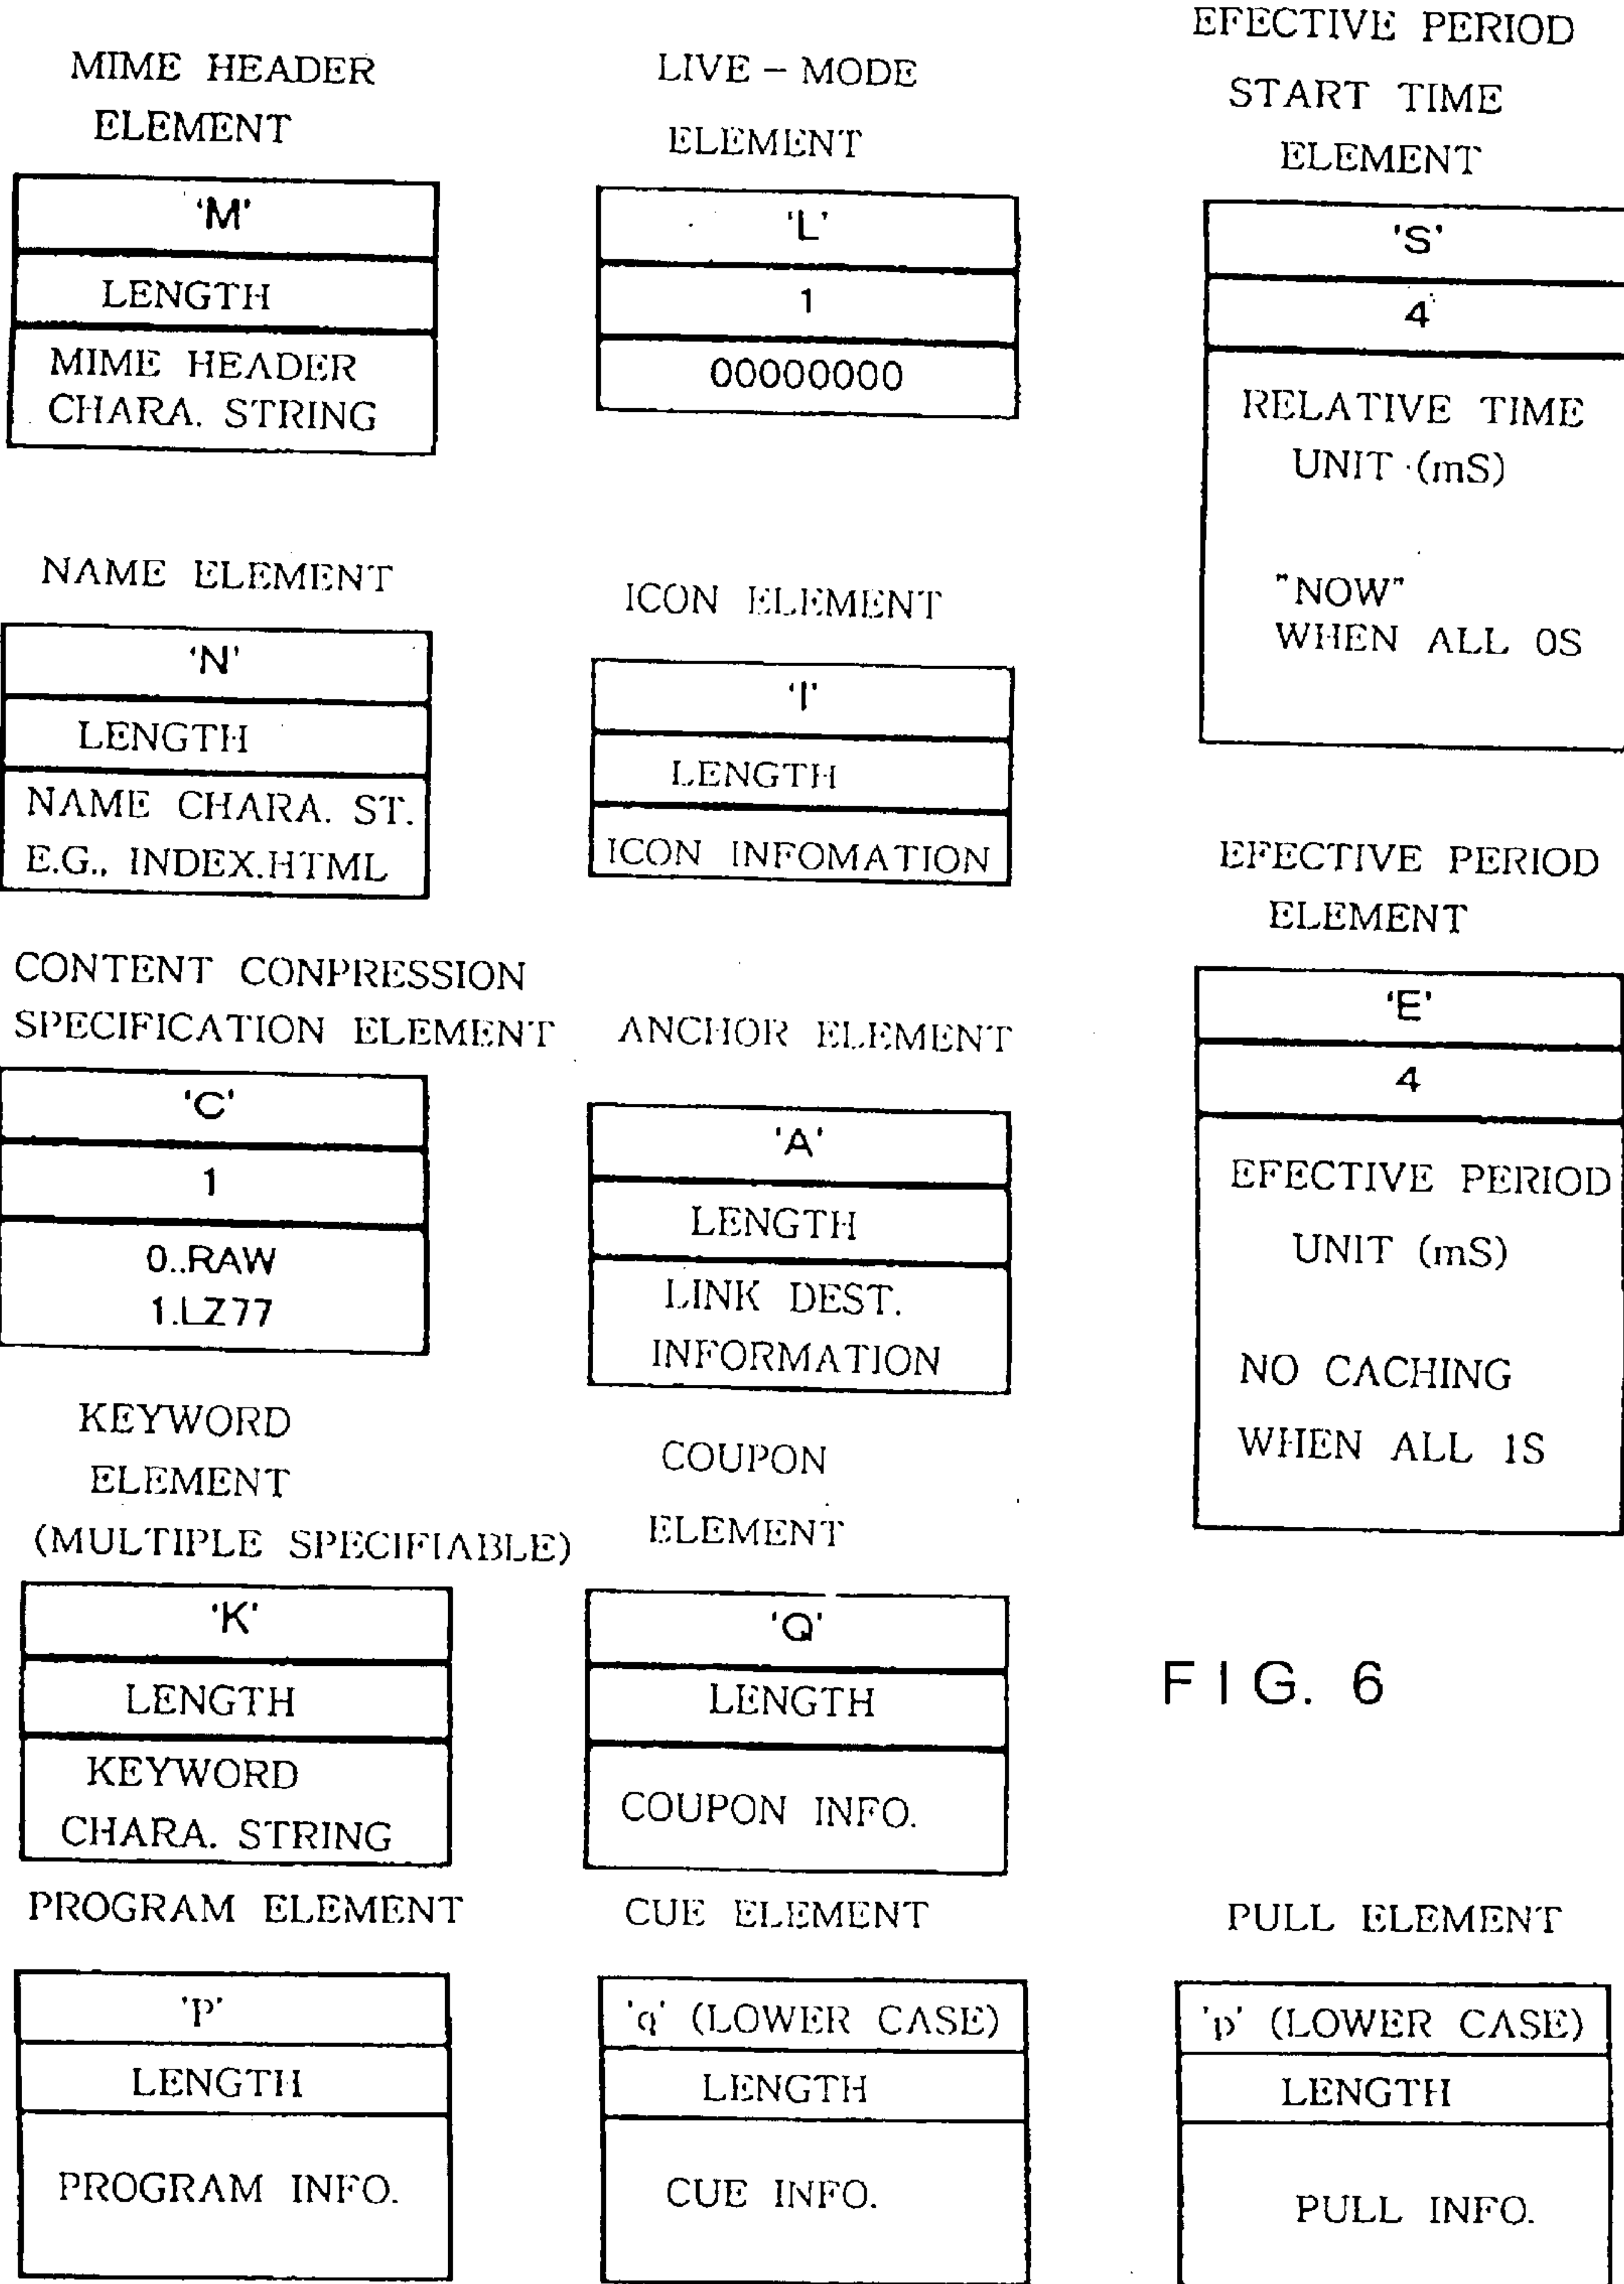 MIME HEADER
ELEMENT
'M'
LENGTH
MIME HEADER
CHARA. STRING
LIVE – MODE
ELEMENT
'L'
1
00000000
EFECTIVE PERIOD
START TIME
ELEMENT
'S'
4
RELATIVE TIME
UNIT (mS)
"NOW"
WHEN ALL 0S
NAME ELEMENT
'N'
LENGTH
NAME CHARA. ST.
E.G., INDEX.HTML
ICON ELEMENT
'I'
LENGTH
ICON INFOMATION
EFECTIVE PERIOD
ELEMENT
'E'
4
EFECTIVE PERIOD
UNIT (mS)
NO CACHING
WHEN ALL 1S
CONTENT CONPRESSION
SPECIFICATION ELEMENT
'C'
1
0..RAW
1.LZ77
ANCHOR ELEMENT
'A'
LENGTH
LINK DEST.
INFORMATION
KEYWORD
ELEMENT
(MULTIPLE SPECIFIABLE)
'K'
LENGTH
KEYWORD
CHARA. STRING
COUPON
ELEMENT
'Q'
LENGTH
COUPON INFO.
FIG. 6
PROGRAM ELEMENT
'P'
LENGTH
PROGRAM INFO.
CUE ELEMENT
'q' (LOWER CASE)
LENGTH
CUE INFO.
PULL ELEMENT
'p' (LOWER CASE)
LENGTH
PULL INFO.